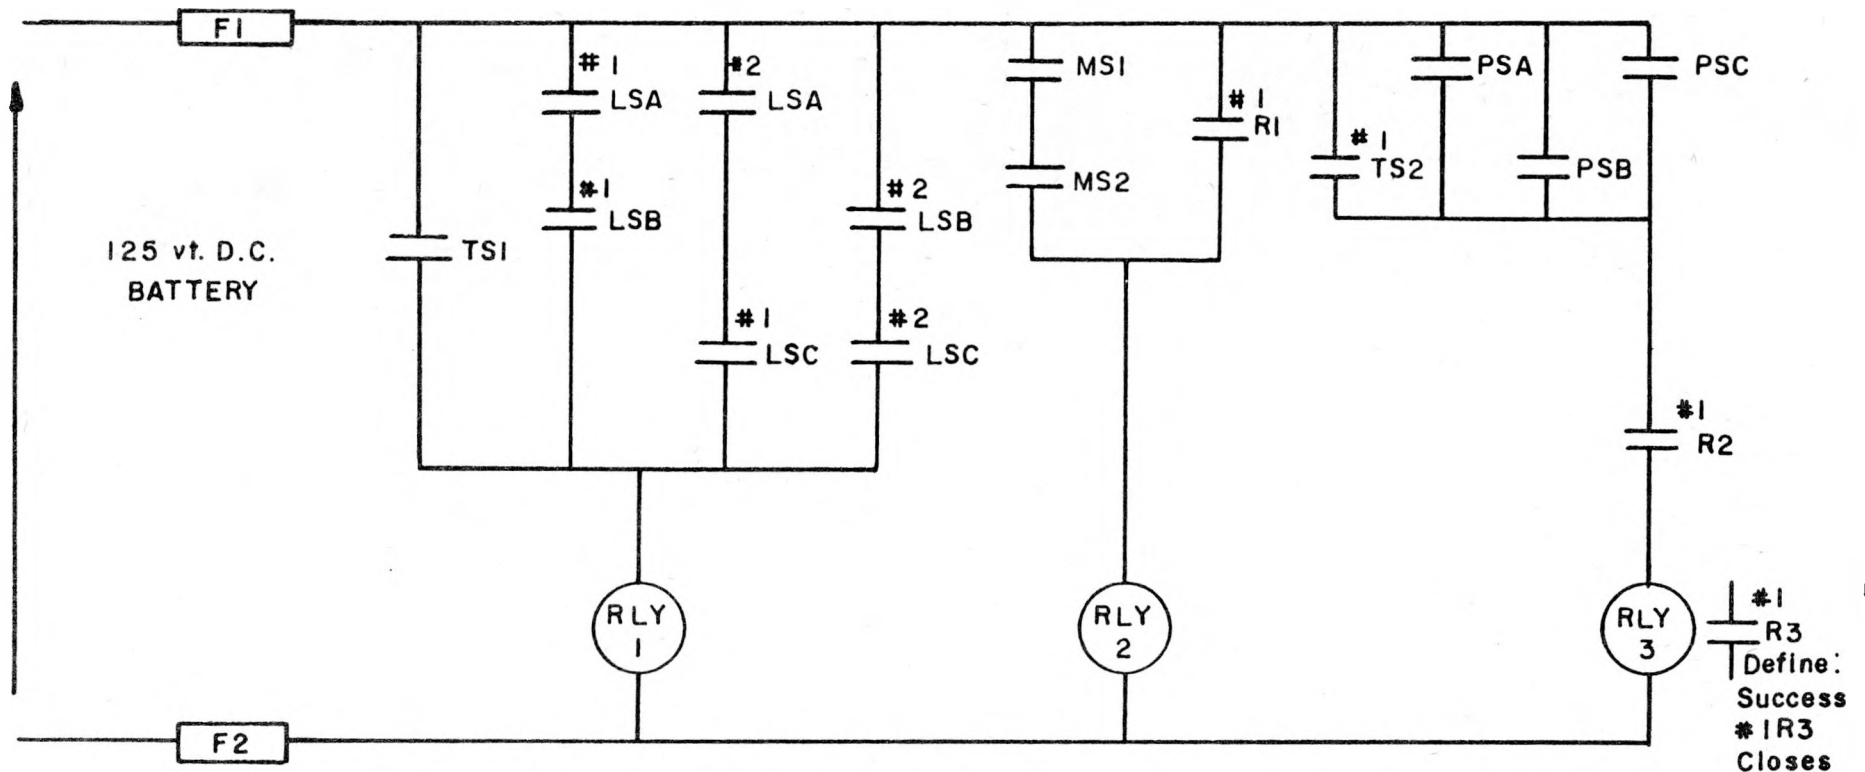 F1
#1
LSA
#2
LSA
MS1
#1
R1
PSA
PSC
#1
TS2
PSB
MS2
#1
LSB
#2
LSB
125 vt. D.C.
BATTERY
TS1
#1
LSC
#2
LSC
#1
R2
RLY
1
RLY
2
RLY
3
#1
R3
Define:
Success
#1R3
Closes
F2